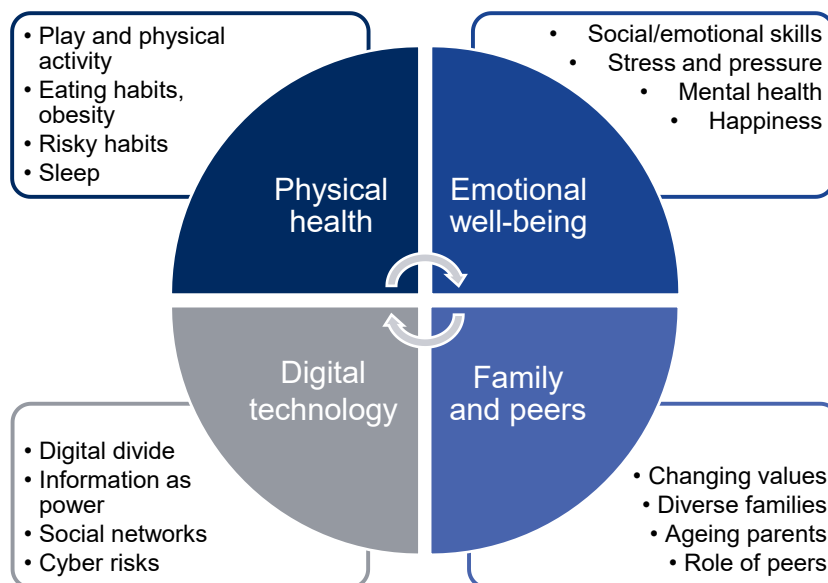 • Play and physical
activity
• Eating habits,
obesity
• Risky habits
• Sleep
• Social/emotional skills
• Stress and pressure
• Mental health
• Happiness
Physical
health
Emotional
well-being
Digital
technology
Family
and peers
• Digital divide
• Information as
power
• Social networks
• Cyber risks
• Changing values
• Diverse families
• Ageing parents
• Role of peers